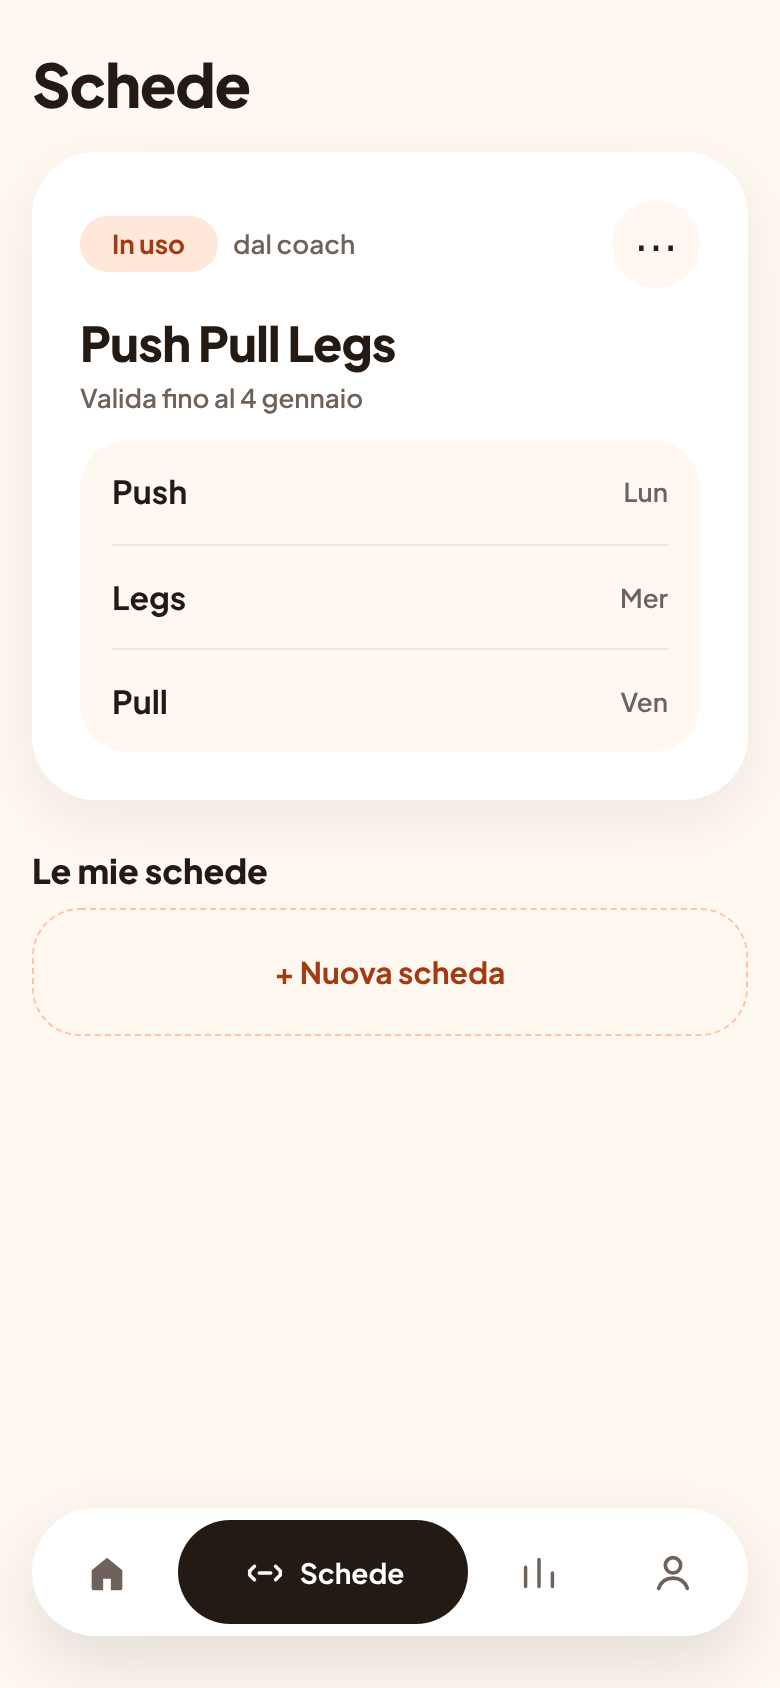 Schede
In uso dal coach
...
Push Pull Legs
Valida fino al 4 gennaio
Push Lun
Legs Mer
Pull Ven
Le mie schede
+ Nuova scheda
Schede